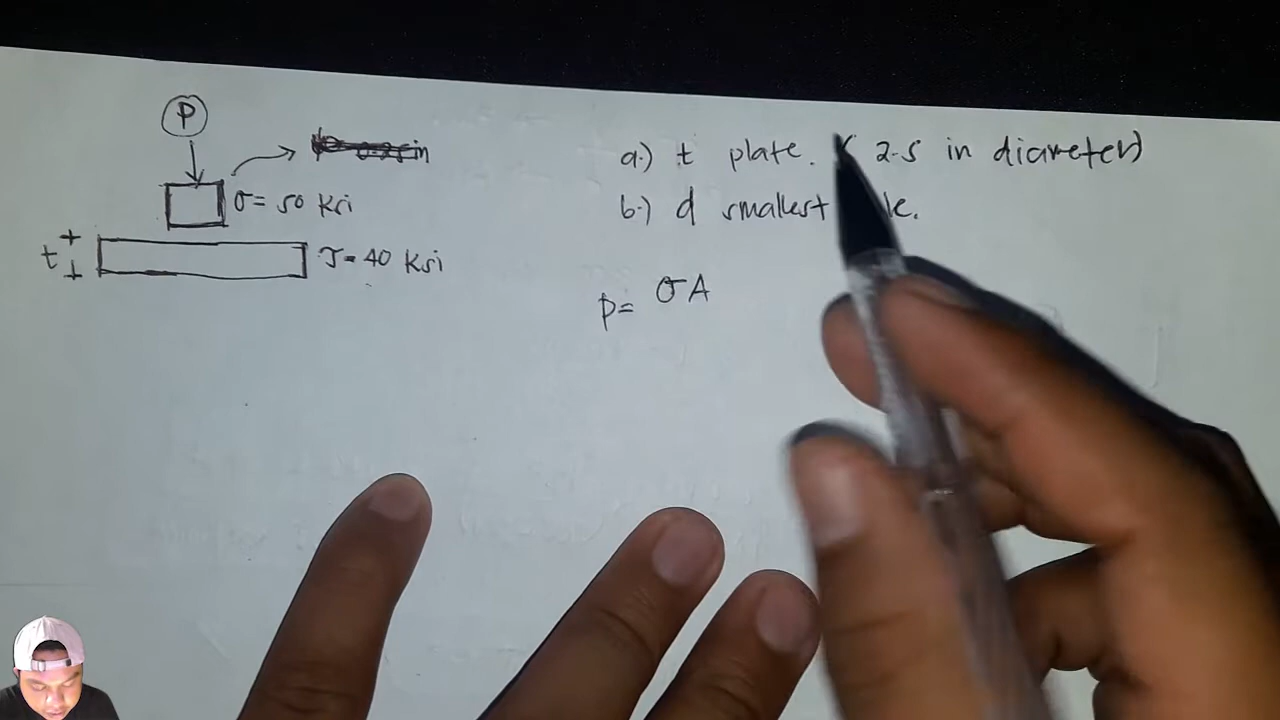 P
σ= 50 Ksi
t
τ= 40 Ksi
a.) t plate. ( 2.5 in diameter)
b.) d smallest
P= σA